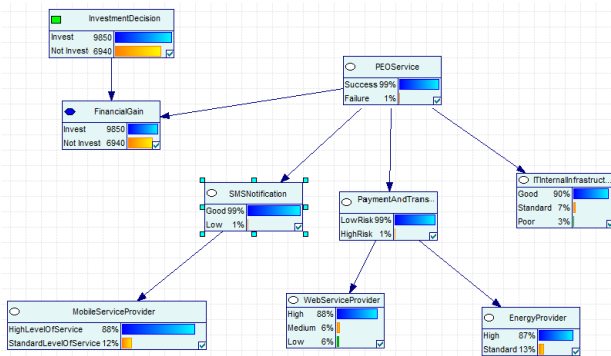 InvestmentDecision
Invest 9850
Not Invest 6940
PEOService
Success 99%
Failure 1%
FinancialGain
Invest 9850
Not Invest 6940
SMSNotification
Good 99%
Low 1%
PaymentAndTrans...
LowRisk 99%
HighRisk 1%
ITInternalInfrastruct...
Good 90%
Standard 7%
Poor 3%
MobileServiceProvider
HighLevelOfService 88%
StandardLevelOfService 12%
WebServiceProvider
High 88%
Medium 6%
Low 6%
EnergyProvider
High 87%
Standard 13%